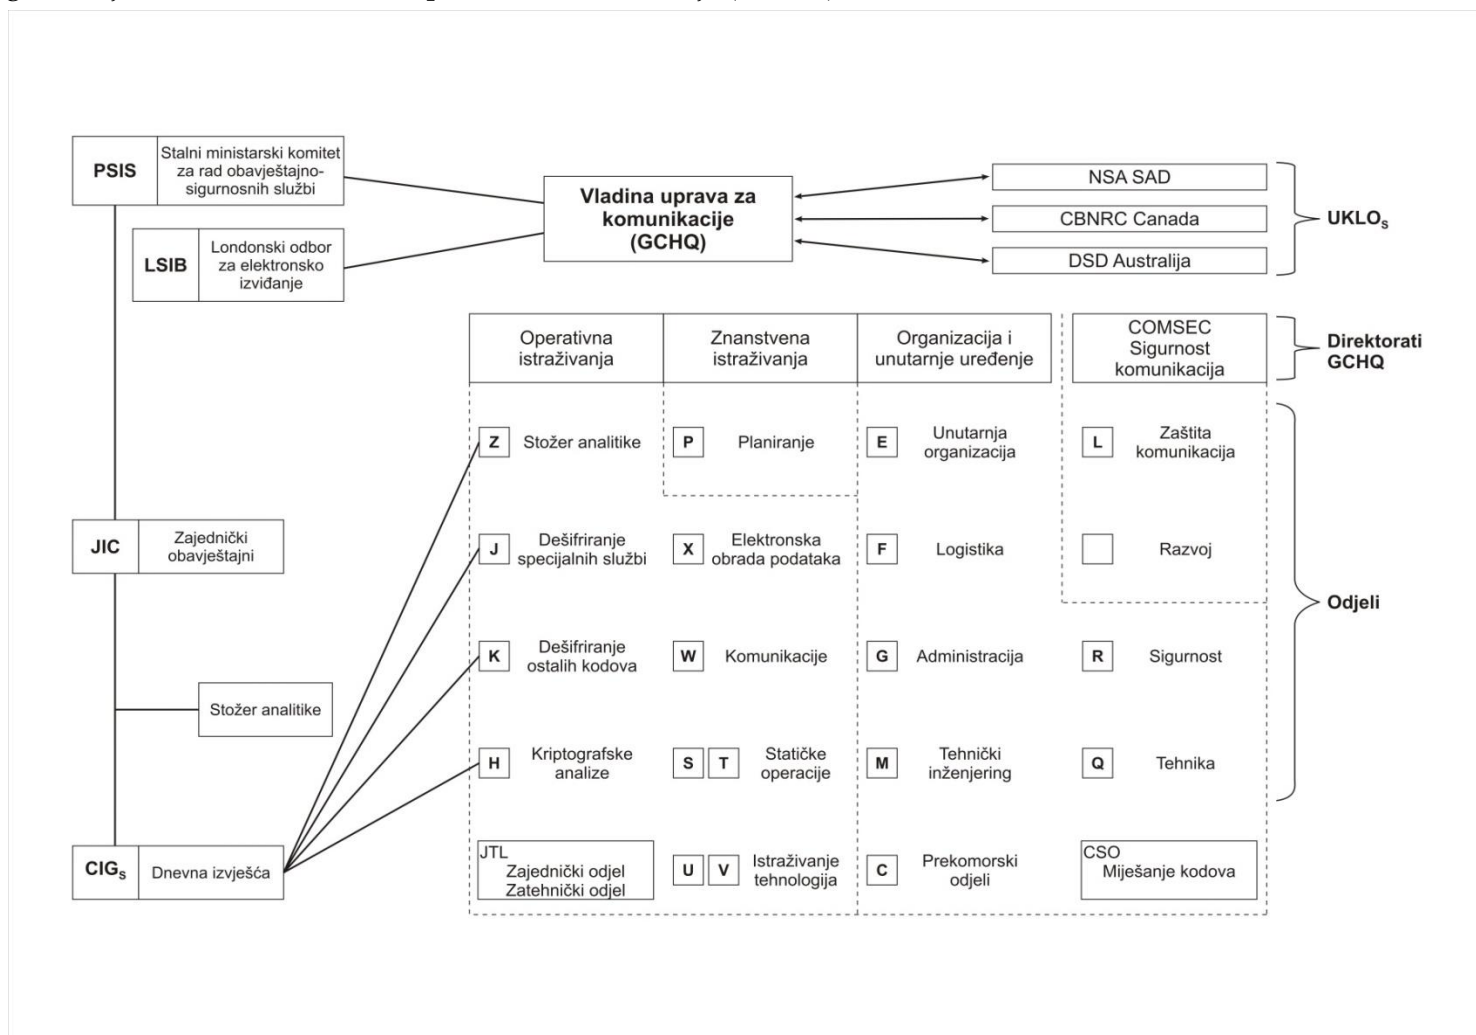 PSIS
Stalni ministarski komitet
za rad obavještajno-
sigurnosnih službi
LSIB
Londonski odbor
za elektronsko
izviđanje
Vladina uprava za
komunikacije
(GCHQ)
NSA SAD
CBNRC Canada
DSD Australija
UKLOs
Operativna
istraživanja
Znanstvena
istraživanja
Organizacija i
unutarnje uređenje
COMSEC
Sigurnost
komunikacija
Direktorati
GCHQ
Z
Stožer analitike
P
Planiranje
E
Unutarnja
organizacija
L
Zaštita
komunikacija
JIC
Zajednički
obavještajni
J
Dešifriranje
specijalnih službi
X
Elektronska
obrada podataka
F
Logistika
Razvoj
Odjeli
K
Dešifriranje
ostalih kodova
W
Komunikacije
G
Administracija
R
Sigurnost
Stožer analitike
H
Kriptografske
analize
S T
Statičke
operacije
M
Tehnički
inženjering
Q
Tehnika
CIGs
Dnevna izvješća
JTL
Zajednički odjel
Zatehnički odjel
U V
Istraživanje
tehnologija
C
Prekomorski
odjeli
CSO
Miješanje kodova